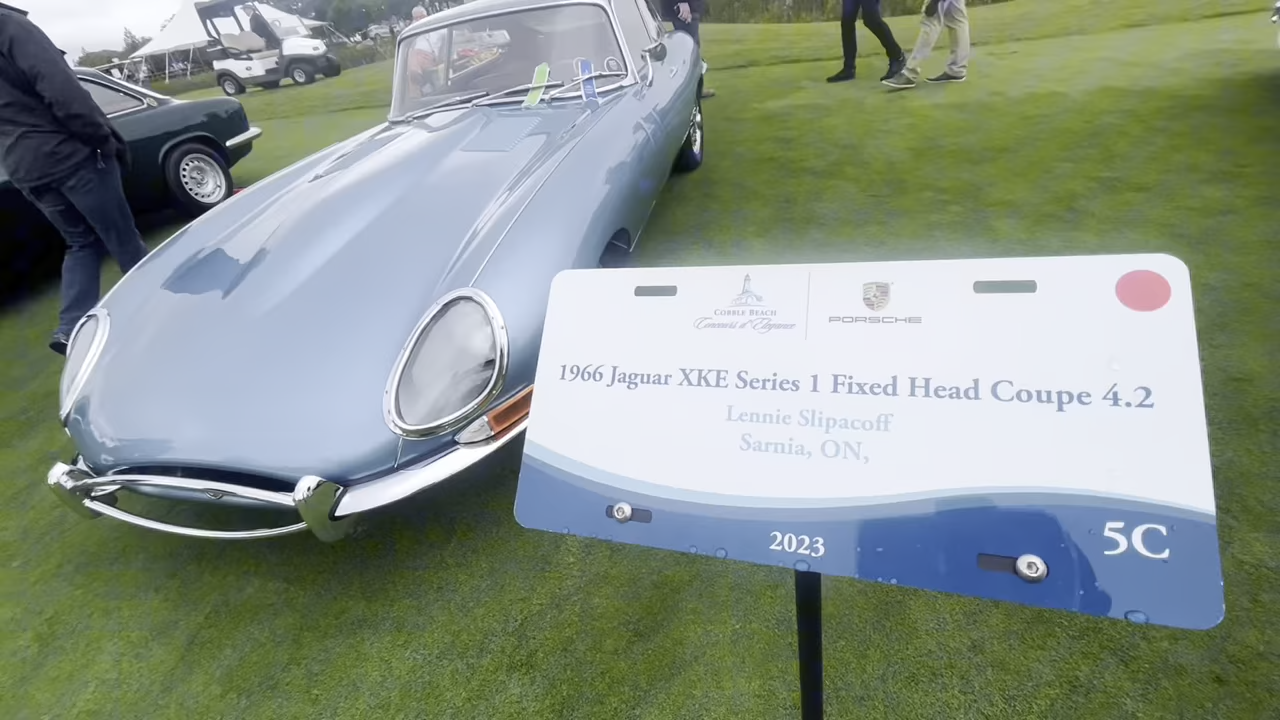 COBBLE BEACH
Concours d'Elegance
PORSCHE
1966 Jaguar XKE Series 1 Fixed Head Coupe 4.2
Lennie Slipacoff
Sarnia, ON,
2023
5C